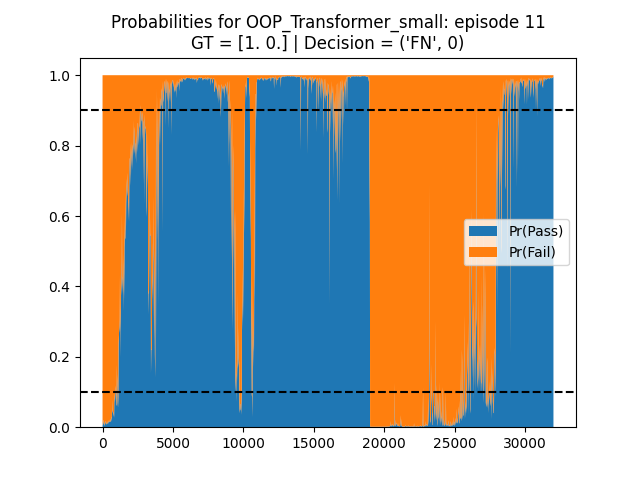 Probabilities for OOP_Transformer_small: episode 11
GT = [1. 0.] | Decision = ('FN', 0)
1.0
0.8
0.6
0.4
0.2
0.0
Pr(Pass)
Pr(Fail)
0 5000 10000 15000 20000 25000 30000